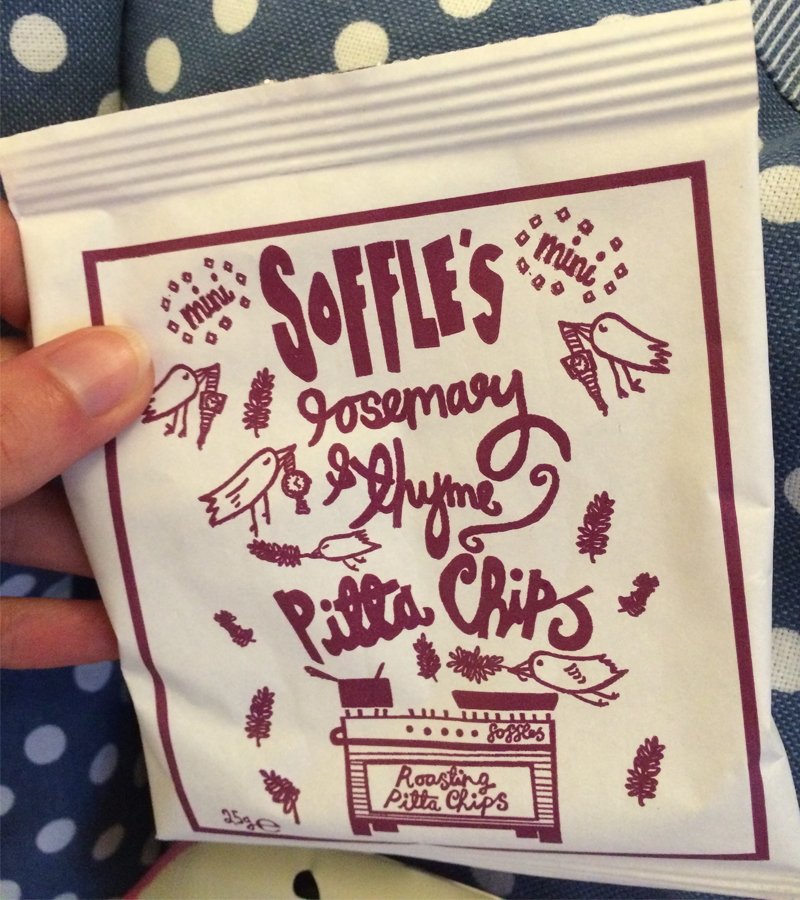 mini
SOFFLE'S
mini
rosemary
& thyme
Pitta Chips
soffles
Roasting
Pitta Chips
25g℮